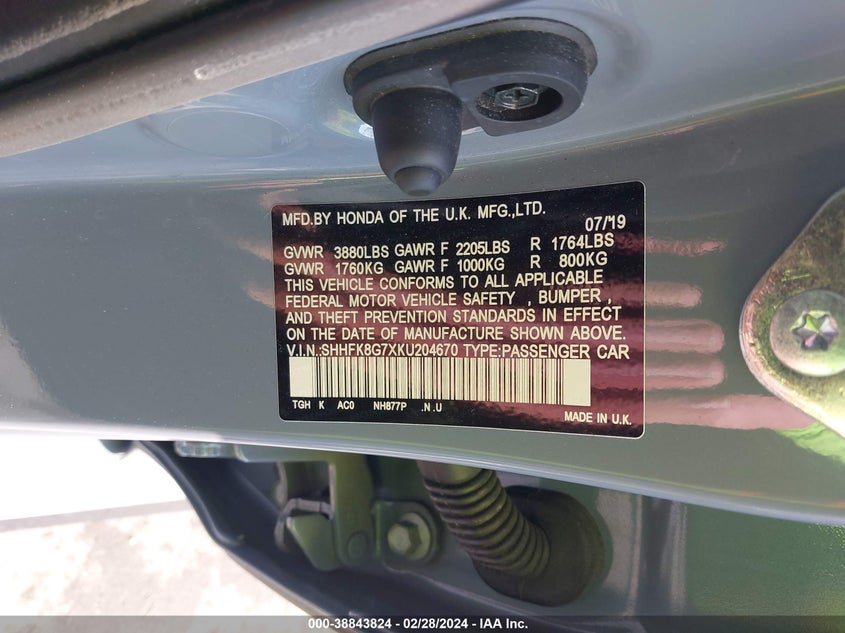 MFD.BY HONDA OF THE U.K. MFG.,LTD.
07/19
GVWR 3880LBS GAWR F 2205LBS R 1764LBS
GVWR 1760KG GAWR F 1000KG R 800KG
THIS VEHICLE CONFORMS TO ALL APPLICABLE
FEDERAL MOTOR VEHICLE SAFETY , BUMPER ,
AND THEFT PREVENTION STANDARDS IN EFFECT
ON THE DATE OF MANUFACTURE SHOWN ABOVE.
V.I.N.:SHHFK8G7XKU204670 TYPE:PASSENGER CAR
TGH K AC0 NH877P .N.U
MADE IN U.K.
000-38843824 - 02/28/2024 - IAA Inc.